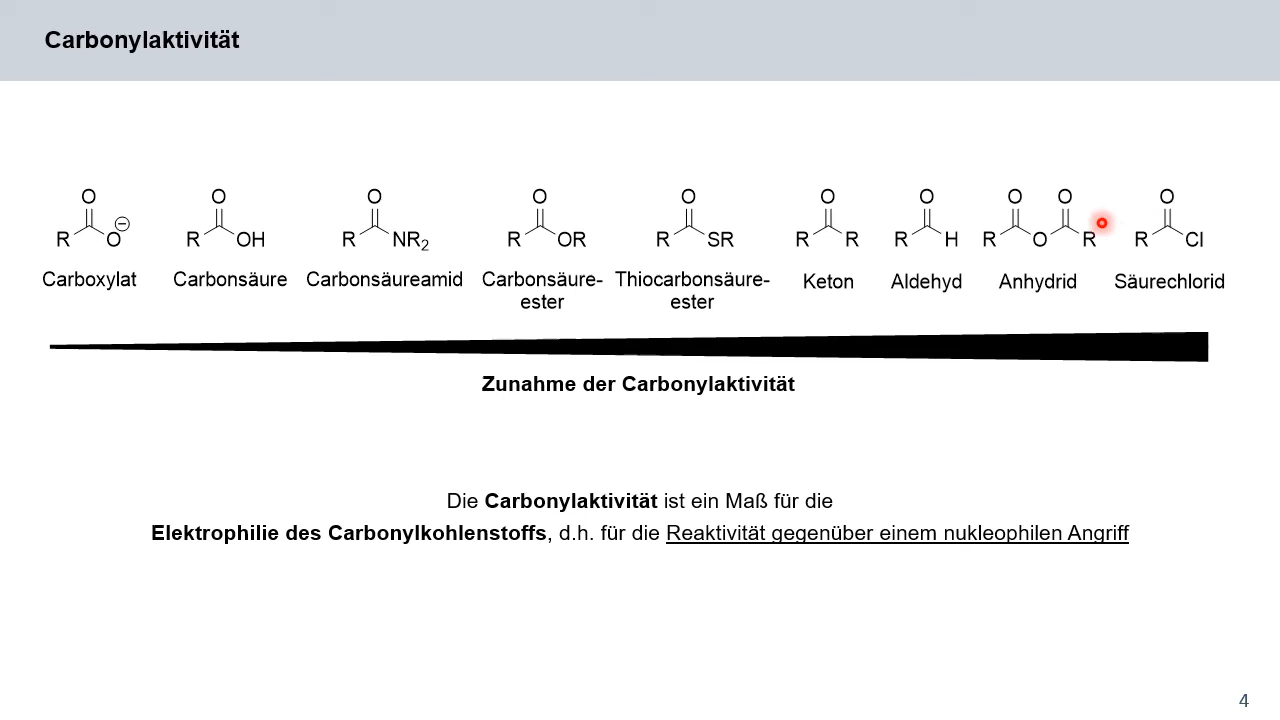 Carbonylaktivität
O O O O O O O O O O
R O⊖ R OH R NR2 R OR R SR R R R H R O R R Cl
Carboxylat Carbonsäure Carbonsäureamid Carbonsäure- Thiocarbonsäure- Keton Aldehyd Anhydrid Säurechlorid
ester ester
Zunahme der Carbonylaktivität
Die Carbonylaktivität ist ein Maß für die
Elektrophilie des Carbonylkohlenstoffs, d.h. für die Reaktivität gegenüber einem nukleophilen Angriff
4